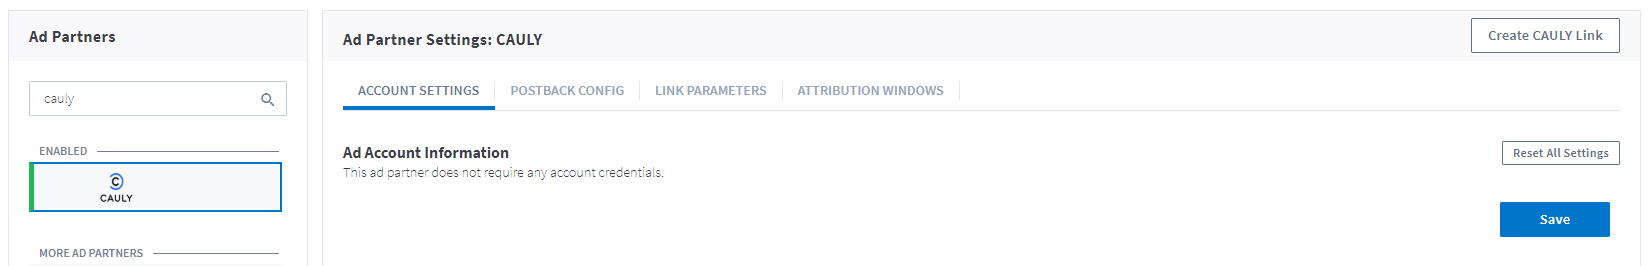 Ad Partners
cauly
ENABLED
CAULY
MORE AD PARTNERS
Ad Partner Settings: CAULY
Create CAULY Link
ACCOUNT SETTINGS
POSTBACK CONFIG
LINK PARAMETERS
ATTRIBUTION WINDOWS
Ad Account Information
This ad partner does not require any account credentials.
Reset All Settings
Save